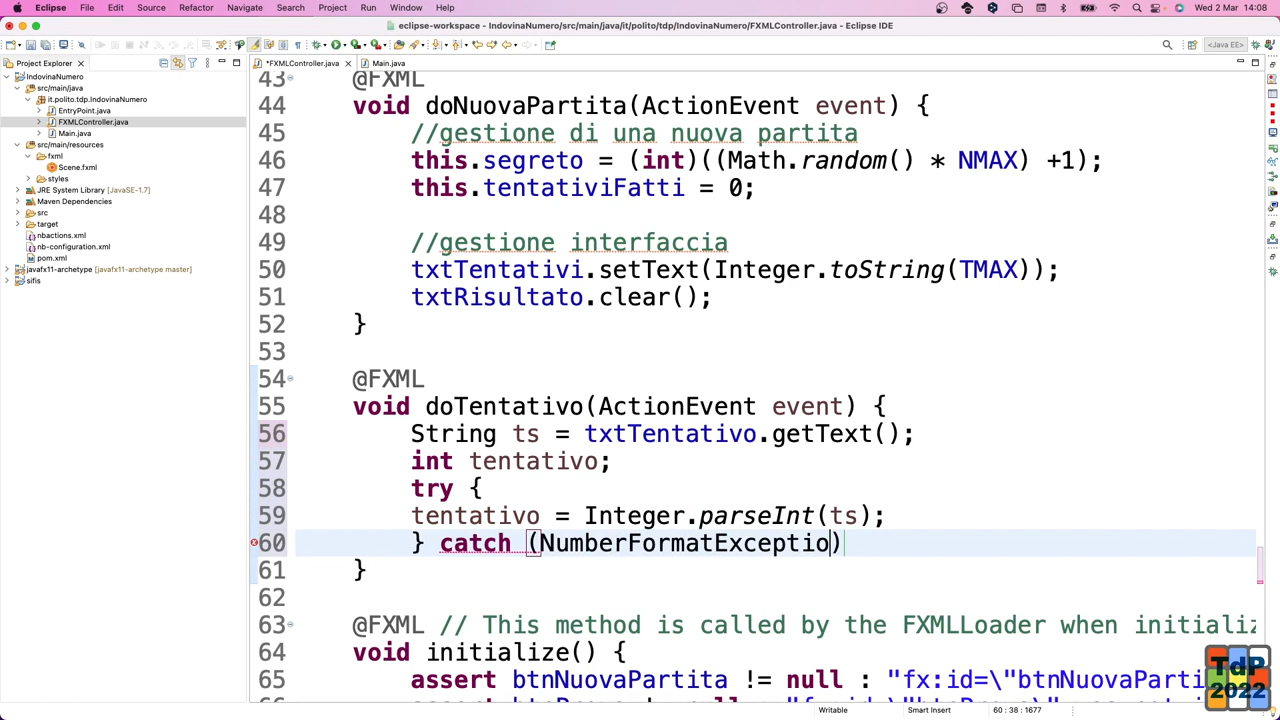 Eclipse File Edit Source Refactor Navigate Search Project Run Window Help Wed 2 Mar 14:08
eclipse-workspace - IndovinaNumero/src/main/java/it/polito/tdp/IndovinaNumero/FXMLController.java - Eclipse IDE
<Java EE>
Project Explorer
*FXMLController.java Main.java
IndovinaNumero
src/main/java
it.polito.tdp.IndovinaNumero
EntryPoint.java
FXMLController.java
Main.java
src/main/resources
fxml
Scene.fxml
styles
JRE System Library [JavaSE-1.7]
Maven Dependencies
src
target
nbactions.xml
nb-configuration.xml
pom.xml
javafx11-archetype [javafx11-archetype master]
sifis
43 @FXML
44 void doNuovaPartita(ActionEvent event) {
45 //gestione di una nuova partita
46 this.segreto = (int)((Math.random() * NMAX) +1);
47 this.tentativiFatti = 0;
48
49 //gestione interfaccia
50 txtTentativi.setText(Integer.toString(TMAX));
51 txtRisultato.clear();
52 }
53
54 @FXML
55 void doTentativo(ActionEvent event) {
56 String ts = txtTentativo.getText();
57 int tentativo;
58 try {
59 tentativo = Integer.parseInt(ts);
60 } catch (NumberFormatExceptio)
61 }
62
63 @FXML // This method is called by the FXMLLoader when initializ
64 void initialize() {
65 assert btnNuovaPartita != null : "fx:id=\"btnNuovaParti
TdP
2022
Writable Smart Insert 60 : 38 : 1677